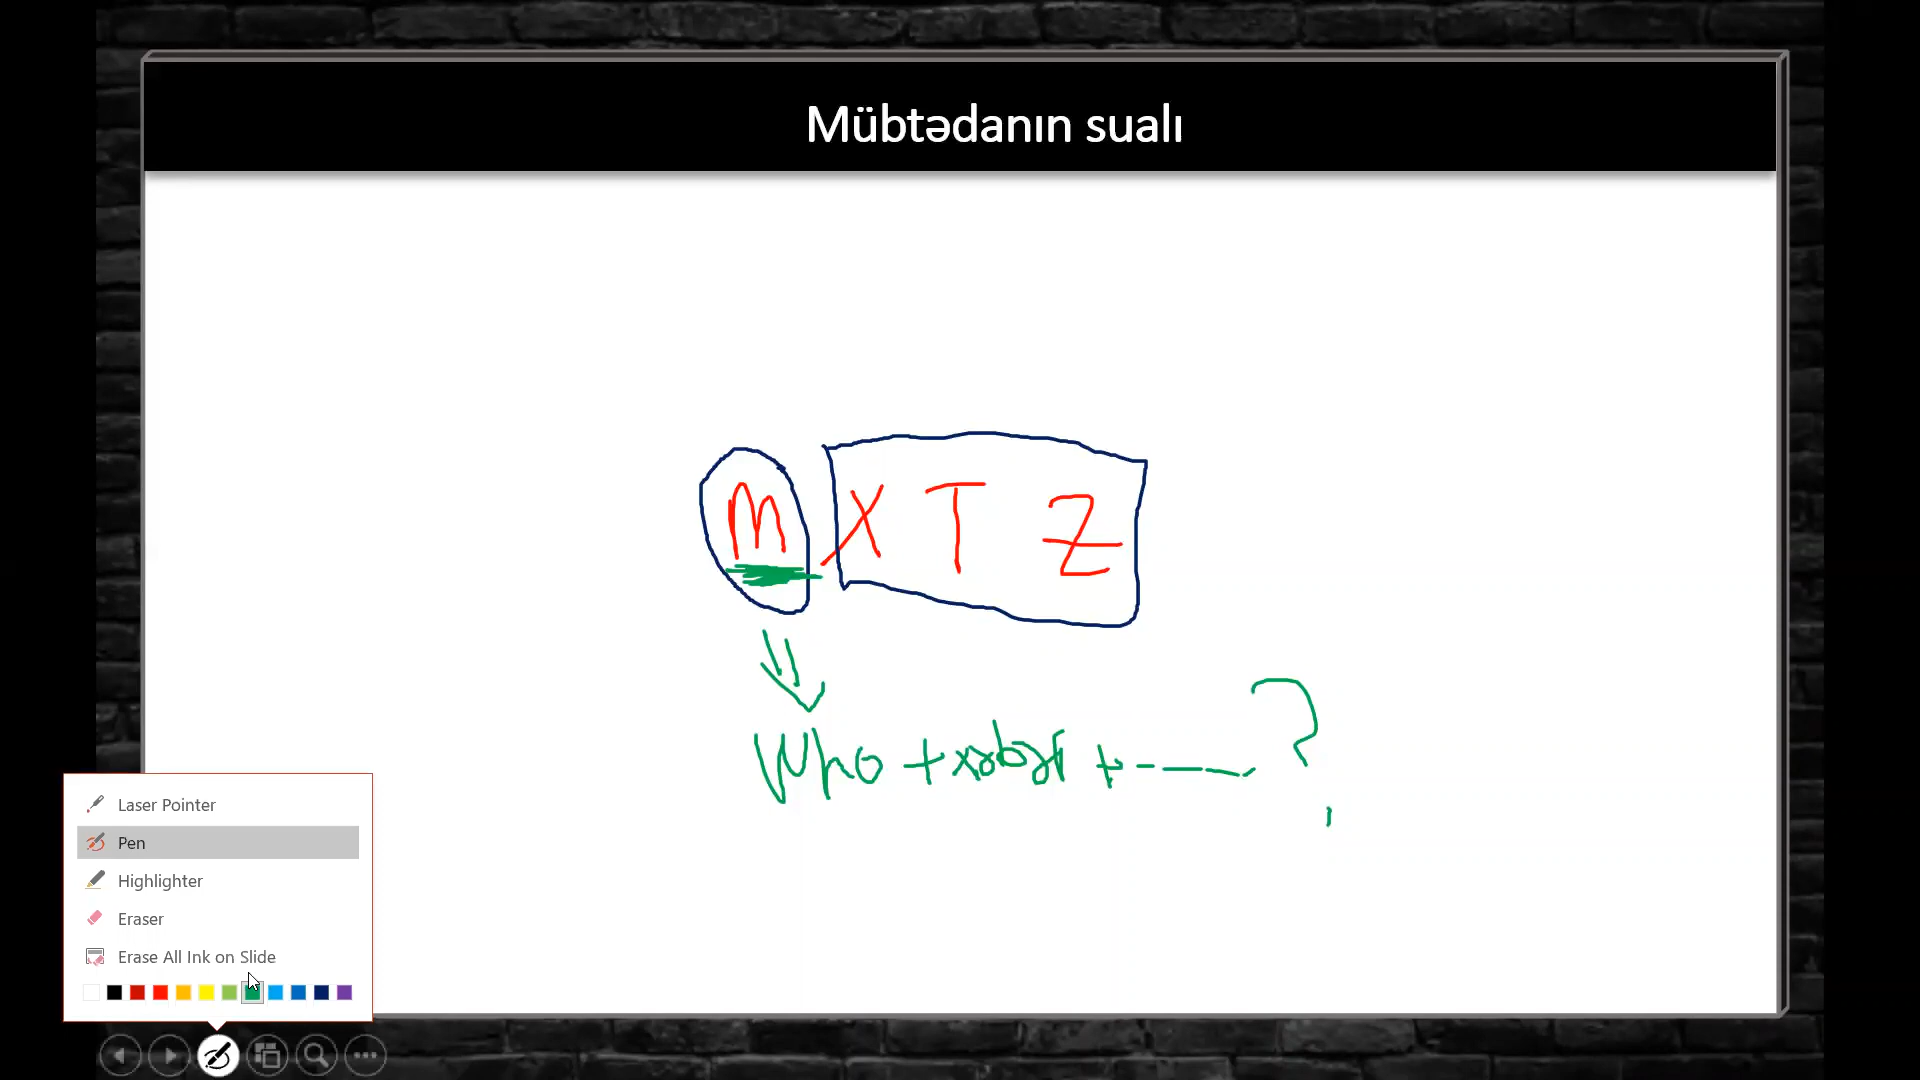 Mübtədanın sualı
M X T Z
Who + xəbər + ---- ?
Laser Pointer
Pen
Highlighter
Eraser
Erase All Ink on Slide